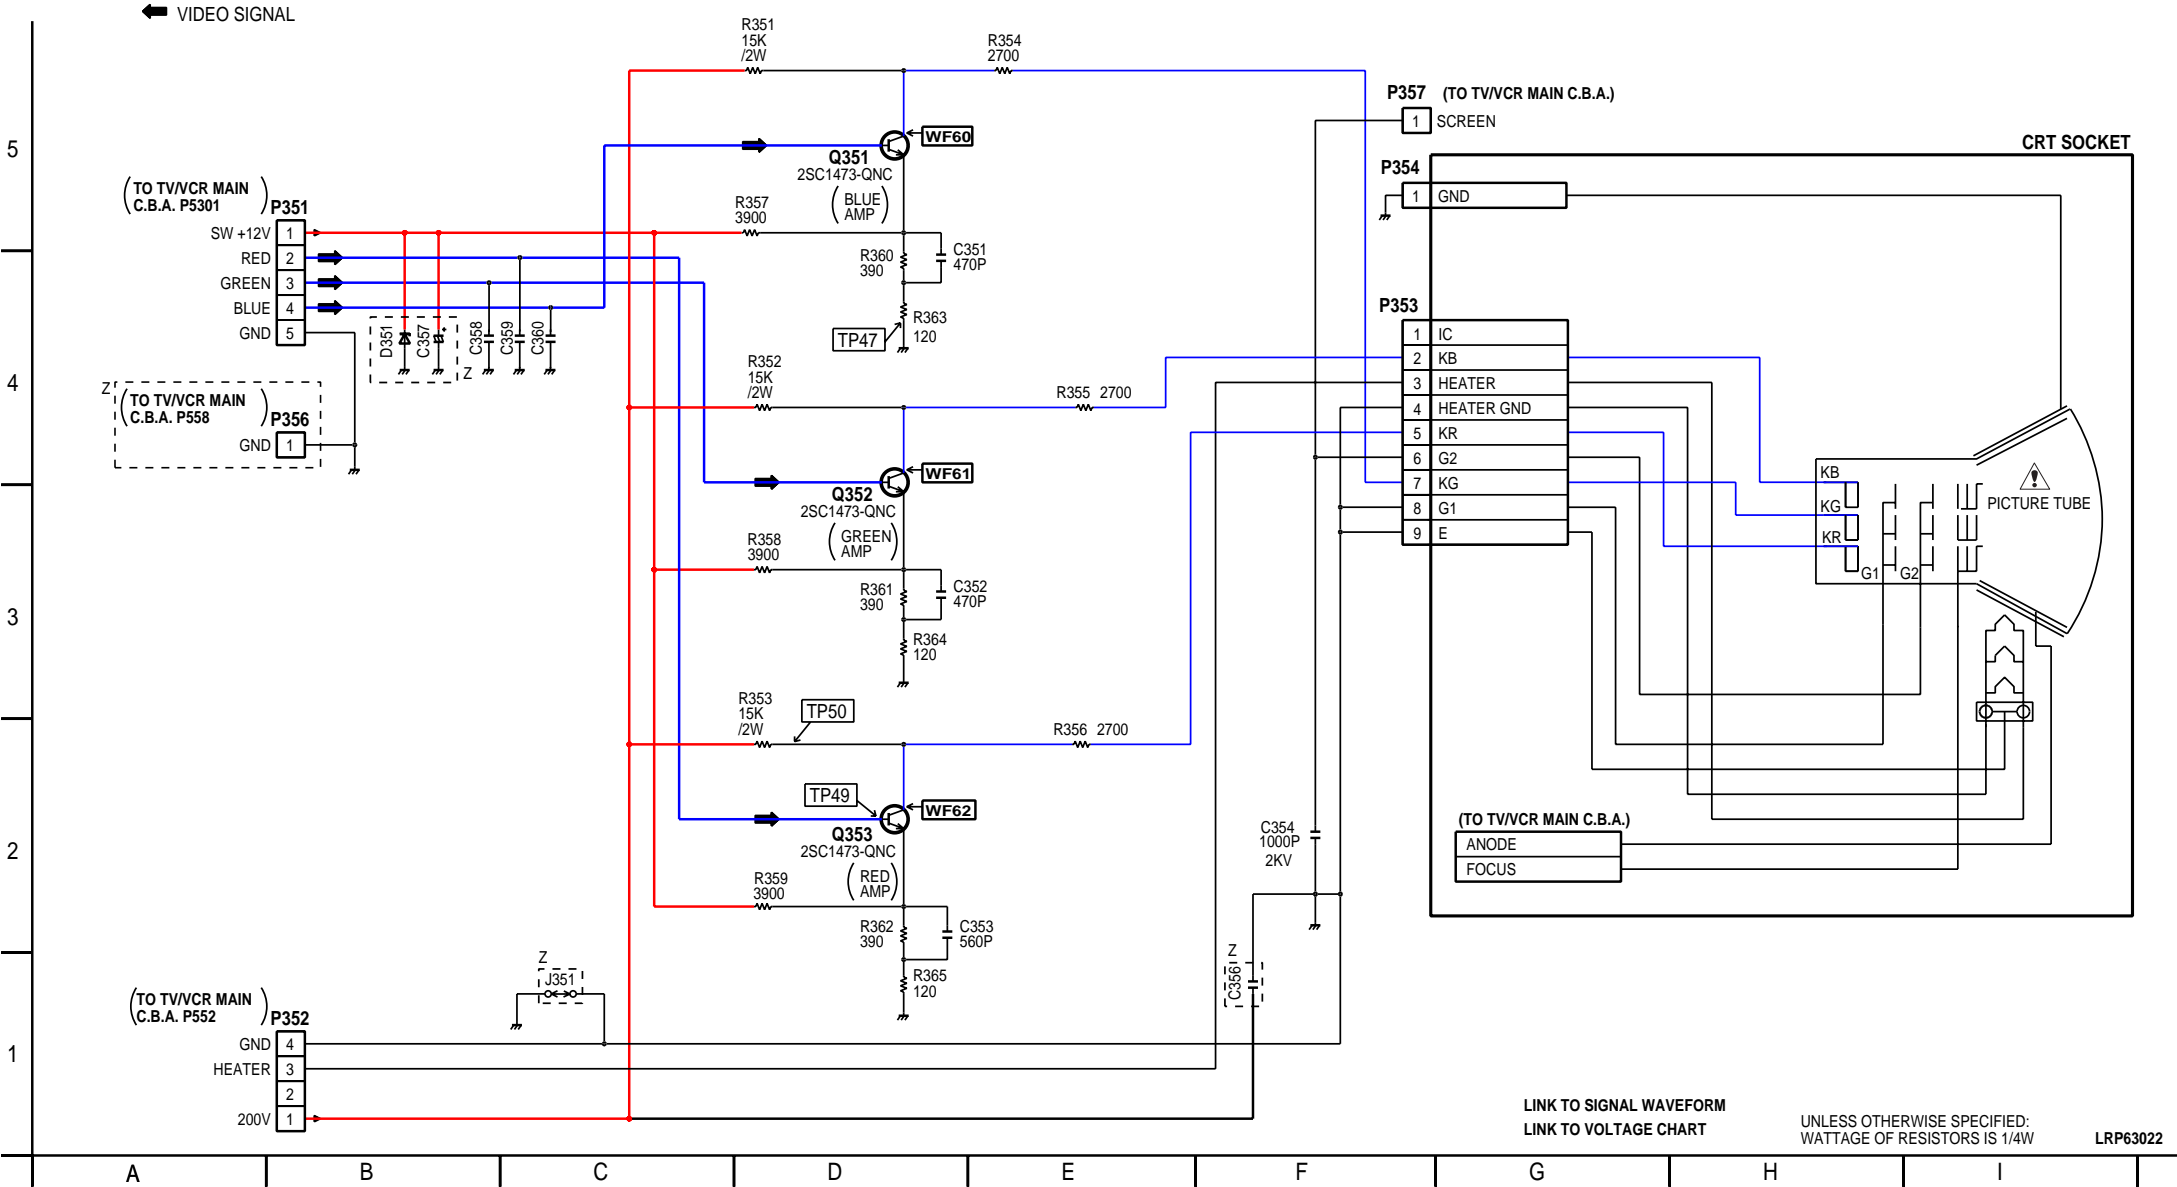 VIDEO SIGNAL
R351
15K
/2W
R354
2700
P357 (TO TV/VCR MAIN C.B.A.)
1 SCREEN
CRT SOCKET
5
WF60
Q351
2SC1473-QNC
(BLUE
AMP)
P354
1 GND
(TO TV/VCR MAIN
C.B.A. P5301)
P351
SW +12V 1
RED 2
GREEN 3
BLUE 4
GND 5
R357
3900
R360
390
C351
470P
R363
120
TP47
D351
C357
Z
C358
C359
C360
4
Z
(TO TV/VCR MAIN
C.B.A. P558)
P356
GND 1
R352
15K
/2W
R355 2700
P353
1 IC
2 KB
3 HEATER
4 HEATER GND
5 KR
6 G2
7 KG
8 G1
9 E
WF61
Q352
2SC1473-QNC
(GREEN
AMP)
KB
KG
KR
G1
G2
PICTURE TUBE
R358
3900
R361
390
C352
470P
R364
120
3
R353
15K
/2W
TP50
R356 2700
TP49
WF62
Q353
2SC1473-QNC
(RED
AMP)
2
C354
1000P
2KV
(TO TV/VCR MAIN C.B.A.)
ANODE
FOCUS
R359
3900
R362
390
C353
560P
R365
120
Z
J351
Z
C356
(TO TV/VCR MAIN
C.B.A. P552)
P352
GND 4
HEATER 3
2
200V 1
1
LINK TO SIGNAL WAVEFORM
LINK TO VOLTAGE CHART
UNLESS OTHERWISE SPECIFIED:
WATTAGE OF RESISTORS IS 1/4W
LRP63022
A B C D E F G H I